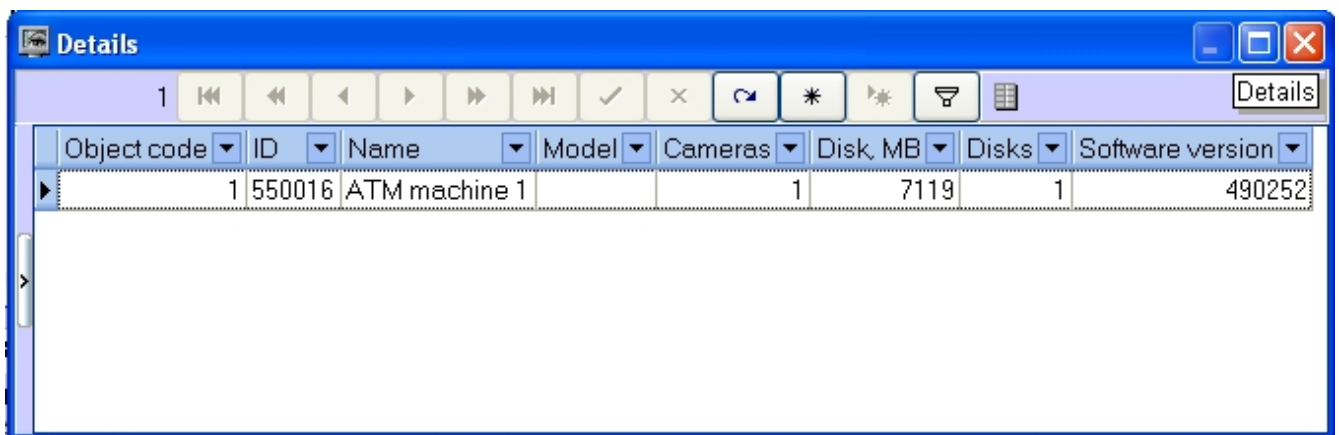 Details
1 Details
Object code ID Name Model Cameras Disk, MB Disks Software version
1 550016 ATM machine 1 1 7119 1 490252